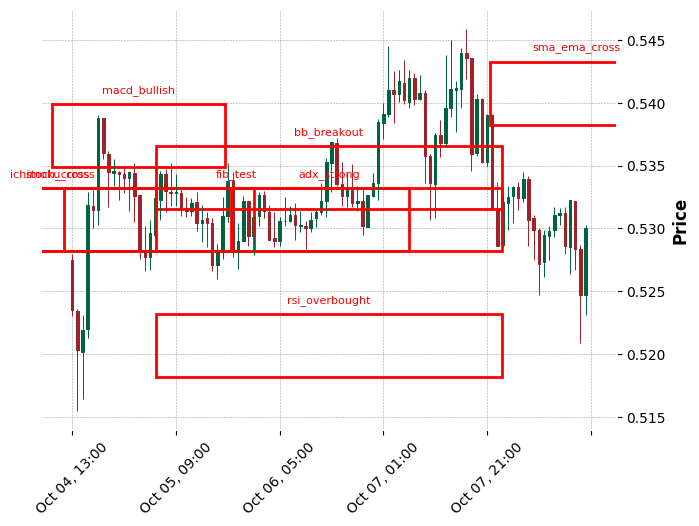 sma_ema_cross
macd_bullish
bb_breakout
stoch_cross
fib_test
adx_strong
rsi_overbought
0.545
0.540
0.535
0.530
0.525
0.520
0.515
Price
Oct 04, 13:00
Oct 05, 09:00
Oct 06, 05:00
Oct 07, 01:00
Oct 07, 21:00